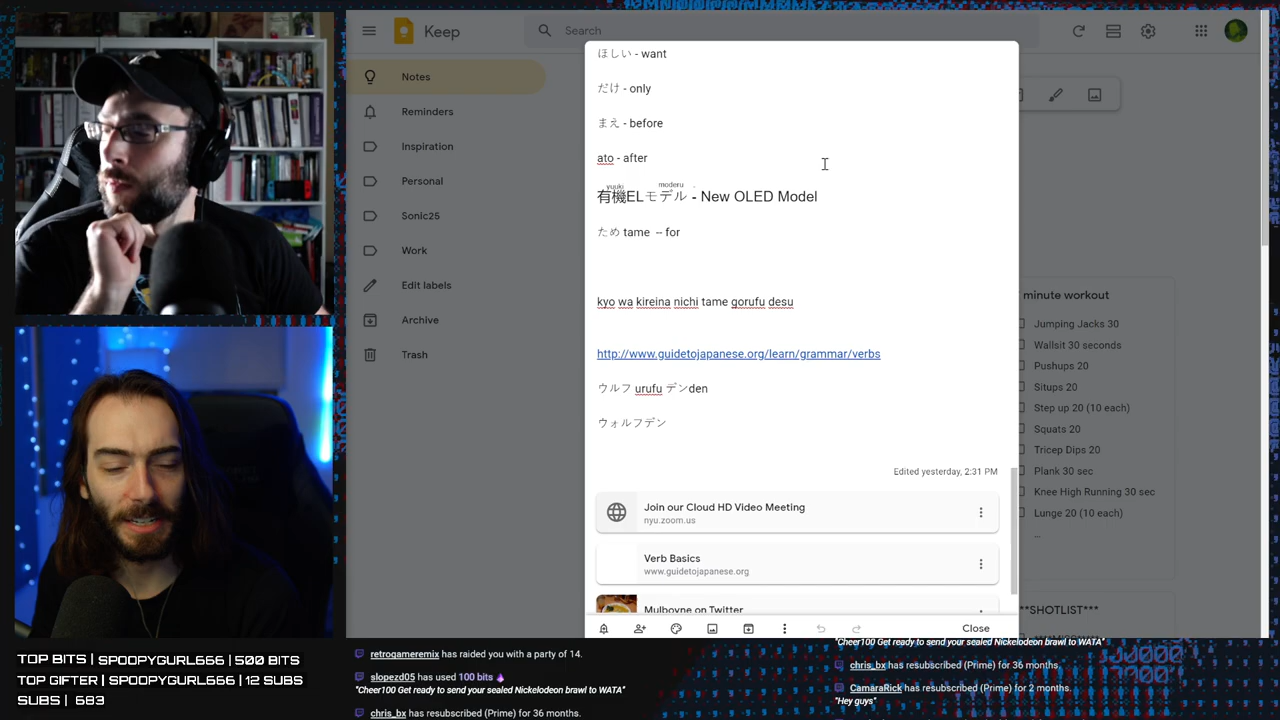 Keep
Search
Notes
Reminders
Inspiration
Personal
Sonic25
Work
Edit labels
Archive
Trash
ほしい - want
だけ - only
まえ - before
ato - after
moderu
有機ELモデル - New OLED Model
ため tame -- for
kyo wa kireina nichi tame gorufu desu
http://www.guidetojapanese.org/learn/grammar/verbs
ウルフ urufu デンden
ウォルフデン
Edited yesterday, 2:31 PM
Join our Cloud HD Video Meeting
nyu.zoom.us
Verb Basics
www.guidetojapanese.org
Mulboyne on Twitter
Close
minute workout
Jumping Jacks 30
Wallsit 30 seconds
Pushups 20
Situps 20
Step up 20 (10 each)
Squats 20
Tricep Dips 20
Plank 30 sec
Knee High Running 30 sec
Lunge 20 (10 each)
...
**SHOTLIST***
TOP BITS | SPOOPYGURL666 | 500 BITS
TOP GIFTER | SPOOPYGURL666 | 12 SUBS
SUBS | 683
retrogameremix has raided you with a party of 14.
slopezd05 has used 100 bits
"Cheer100 Get ready to send your sealed Nickelodeon brawl to WATA"
chris_bx has resubscribed (Prime) for 36 months.
"Cheer100 Get ready to send your sealed Nickelodeon brawl to WATA"
chris_bx has resubscribed (Prime) for 36 months.
CamaraRick has resubscribed (Prime) for 2 months.
"Hey guys"